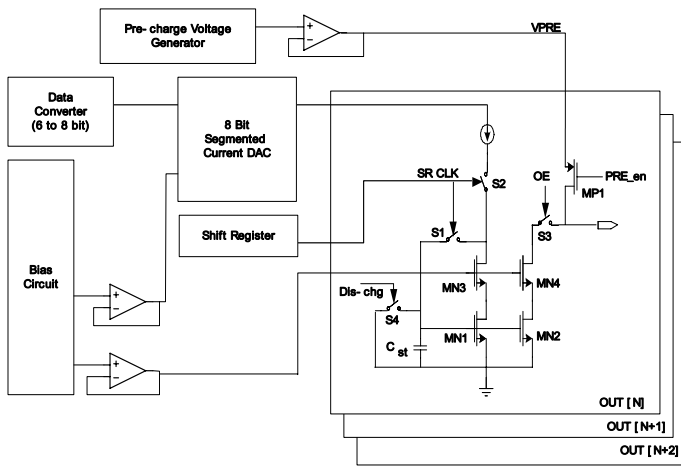 Pre- charge Voltage
Generator
+
−
VPRE
Data
Converter
(6 to 8 bit)
8 Bit
Segmented
Current DAC
SR CLK
S2
OE
PRE_en
MP1
Shift Register
S1
S3
Bias
Circuit
+
−
Dis- chg
S4
MN3
MN4
C st
MN1
MN2
+
−
OUT [ N]
OUT [ N+1]
OUT [ N+2]